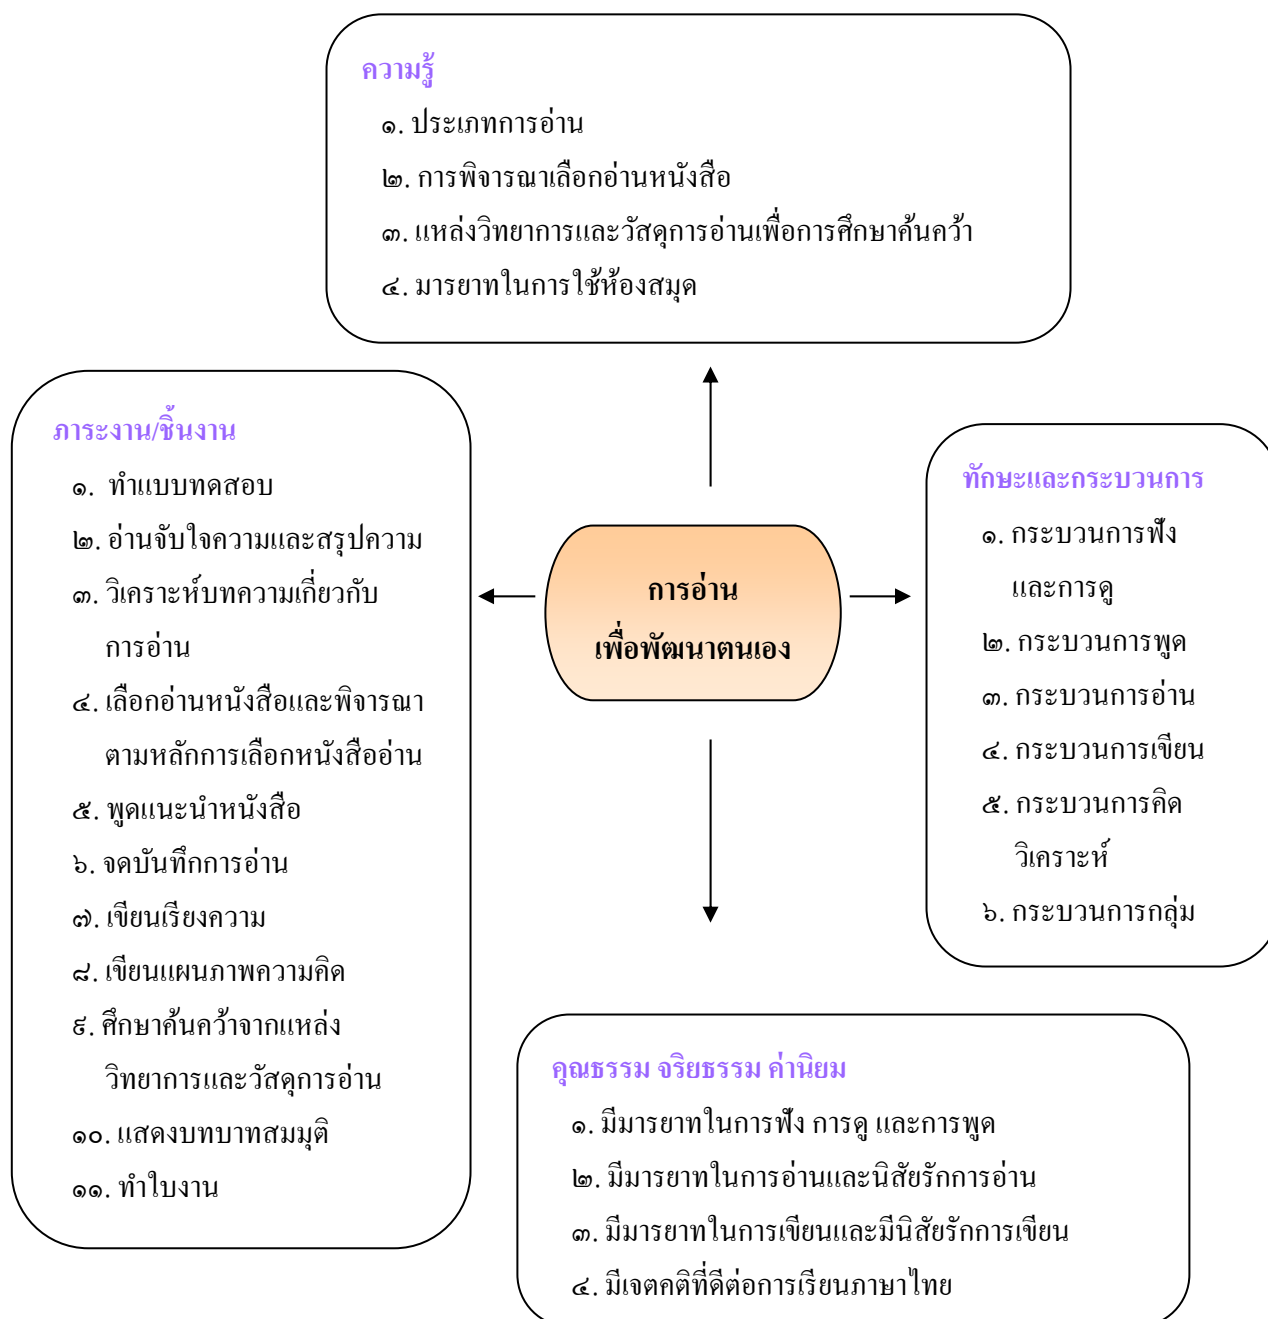 ความรู้
๑. ประเภทการอ่าน
๒. การพิจารณาเลือกอ่านหนังสือ
๓. แหล่งวิทยาการและวัสดุการอ่านเพื่อการศึกษาค้นคว้า
๔. มารยาทในการใช้ห้องสมุด
ภาระงาน/ชิ้นงาน
๑. ทำแบบทดสอบ
๒. อ่านจับใจความและสรุปความ
๓. วิเคราะห์บทความเกี่ยวกับ
การอ่าน
๔. เลือกอ่านหนังสือและพิจารณา
ตามหลักการเลือกหนังสืออ่าน
๕. พูดแนะนำหนังสือ
๖. จดบันทึกการอ่าน
๗. เขียนเรียงความ
๘. เขียนแผนภาพความคิด
๙. ศึกษาค้นคว้าจากแหล่ง
วิทยาการและวัสดุการอ่าน
๑๐. แสดงบทบาทสมมุติ
๑๑. ทำใบงาน
การอ่าน
เพื่อพัฒนาตนเอง
ทักษะและกระบวนการ
๑. กระบวนการฟัง
และการดู
๒. กระบวนการพูด
๓. กระบวนการอ่าน
๔. กระบวนการเขียน
๕. กระบวนการคิด
วิเคราะห์
๖. กระบวนการกลุ่ม
คุณธรรม จริยธรรม ค่านิยม
๑. มีมารยาทในการฟัง การดู และการพูด
๒. มีมารยาทในการอ่านและนิสัยรักการอ่าน
๓. มีมารยาทในการเขียนและมีนิสัยรักการเขียน
๔. มีเจตคติที่ดีต่อการเรียนภาษาไทย